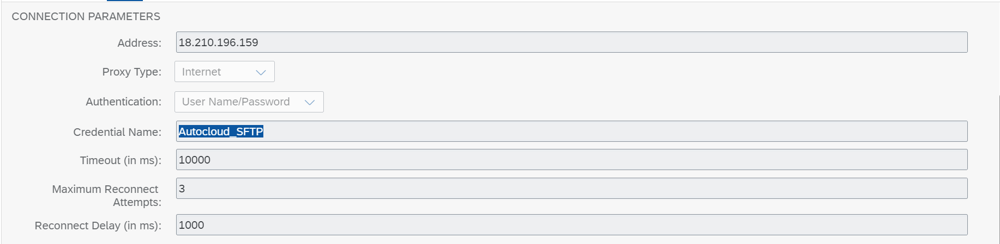 CONNECTION PARAMETERS
Address: 18.210.196.159
Proxy Type: Internet
Authentication: User Name/Password
Credential Name: Autocloud_SFTP
Timeout (in ms): 10000
Maximum Reconnect 3
Attempts:
Reconnect Delay (in ms): 1000